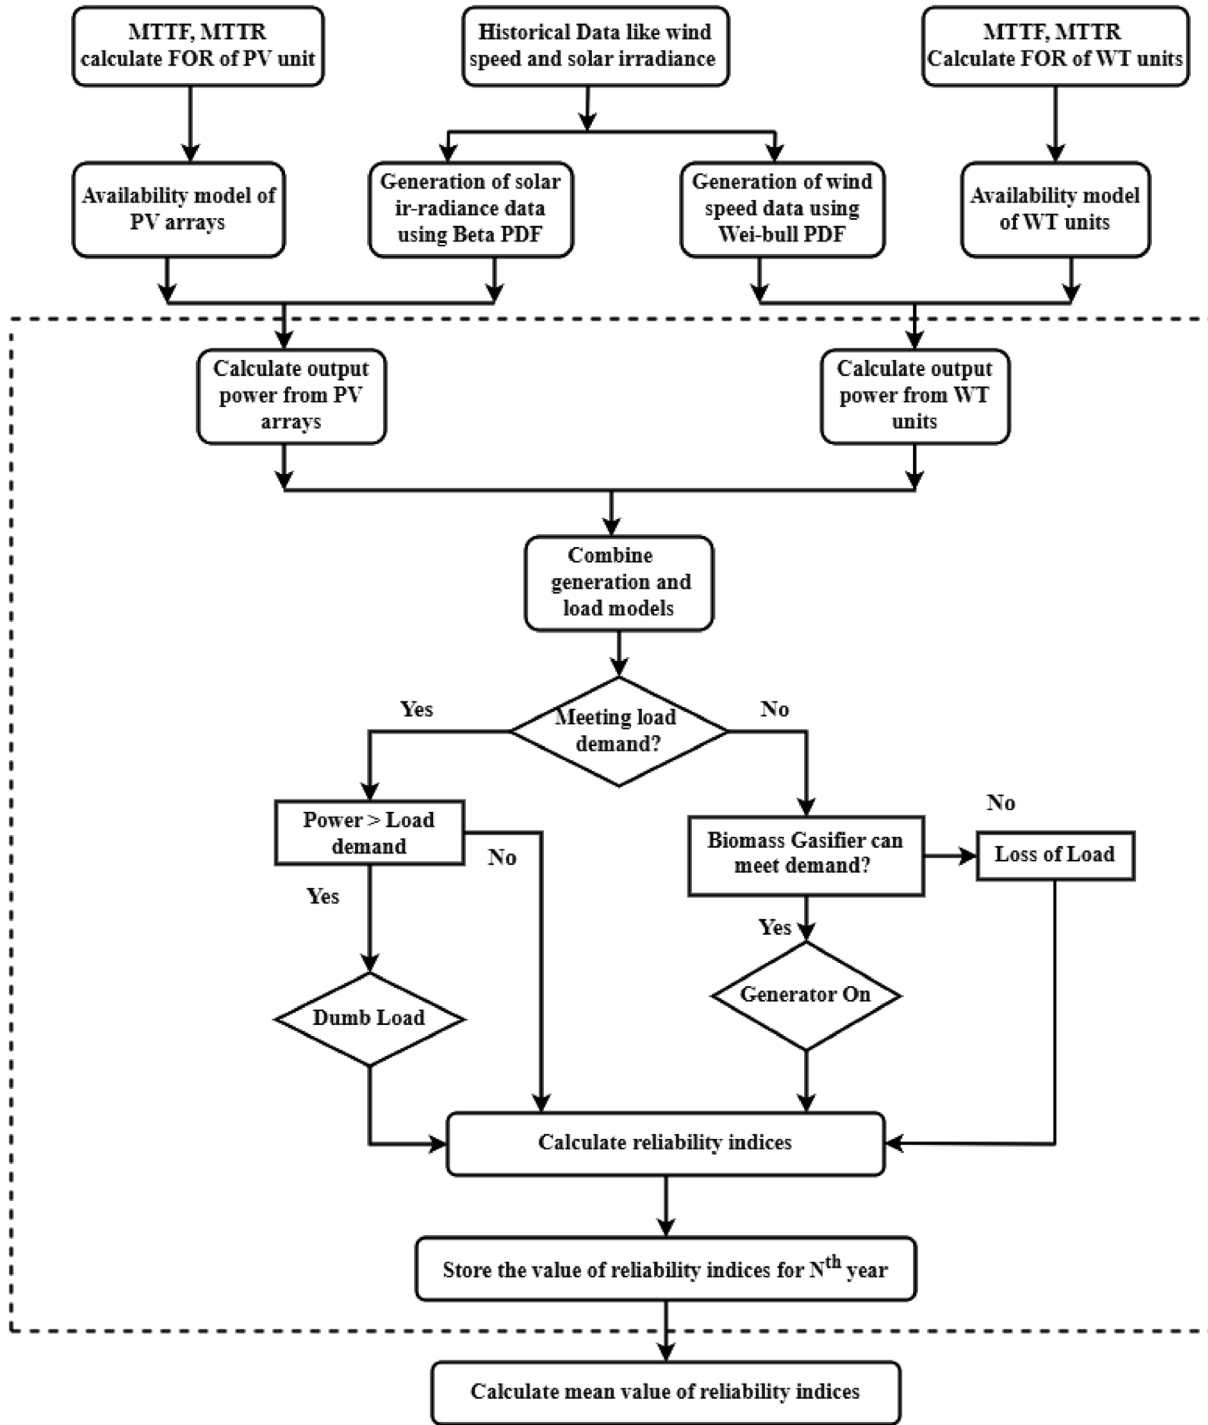 MTTF, MTTR
calculate FOR of PV unit
Historical Data like wind
speed and solar irradiance
MTTF, MTTR
Calculate FOR of WT units
Availability model of
PV arrays
Generation of solar
ir-radiance data
using Beta PDF
Generation of wind
speed data using
Wei-bull PDF
Availability model
of WT units
Calculate output
power from PV
arrays
Calculate output
power from WT
units
Combine
generation and
load models
Meeting load
demand?
Yes
No
Power > Load
demand
No
Yes
Biomass Gasifier can
meet demand?
No
Loss of Load
Yes
Dumb Load
Generator On
Calculate reliability indices
Store the value of reliability indices for Nth year
Calculate mean value of reliability indices